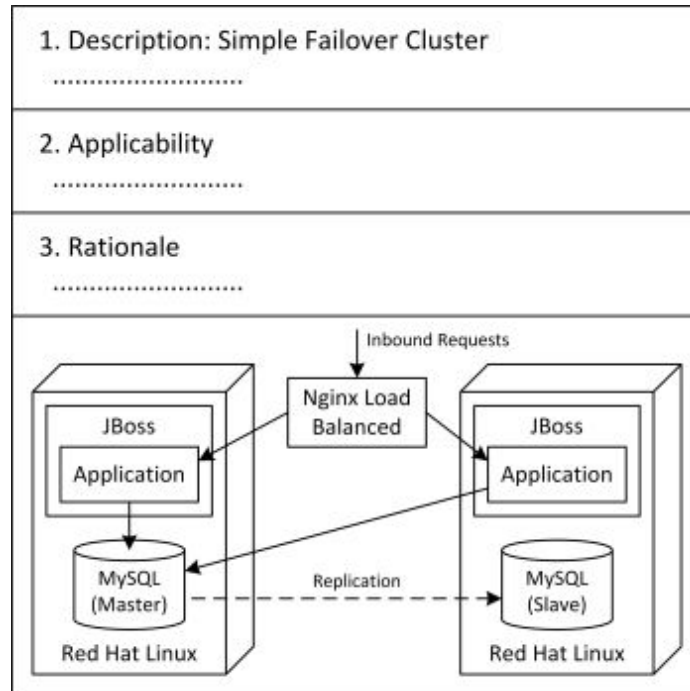 1. Description: Simple Failover Cluster
...........................
2. Applicability
...........................
3. Rationale
...........................
Inbound Requests
Nginx Load
Balanced
JBoss
Application
MySQL
(Master)
Red Hat Linux
Replication
JBoss
Application
MySQL
(Slave)
Red Hat Linux